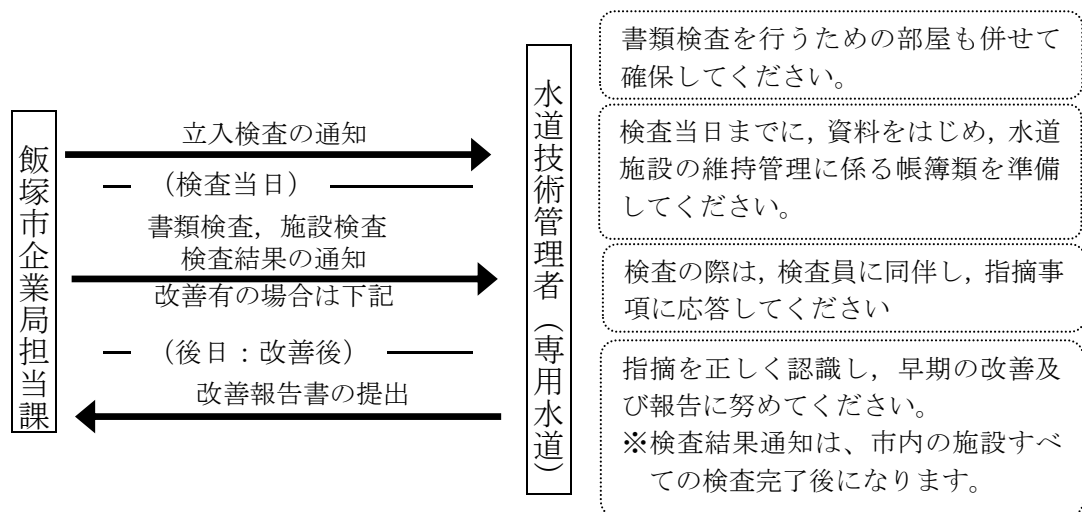 飯塚市企業局担当課
立入検査の通知
（検査当日）
書類検査，施設検査
検査結果の通知
改善有の場合は下記
（後日：改善後）
改善報告書の提出
水道技術管理者（専用水道）
書類検査を行うための部屋も併せて
確保してください。
検査当日までに，資料をはじめ，水道
施設の維持管理に係る帳簿類を準備
してください。
検査の際は，検査員に同伴し，指摘事
項に応答してください
指摘を正しく認識し，早期の改善及
び報告に努めてください。
※検査結果通知は、市内の施設すべ
ての検査完了後になります。